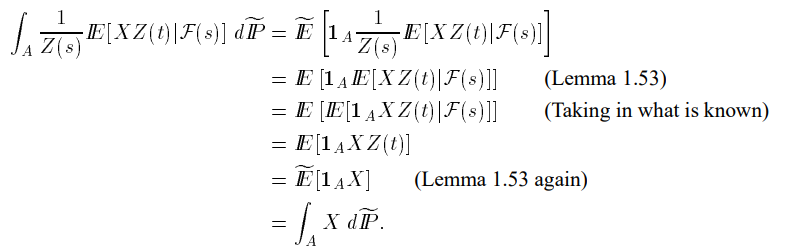 ∫_A 1/Z(s) 𝔼[XZ(t)|ℱ(s)] dℙ̃ = 𝔼̃ [𝟏_A 1/Z(s) 𝔼[XZ(t)|ℱ(s)]]
= 𝔼 [𝟏_A 𝔼[XZ(t)|ℱ(s)]] (Lemma 1.53)
= 𝔼 [𝔼[𝟏_A XZ(t)|ℱ(s)]] (Taking in what is known)
= 𝔼[𝟏_A XZ(t)]
= 𝔼̃[𝟏_A X] (Lemma 1.53 again)
= ∫_A X dℙ̃.